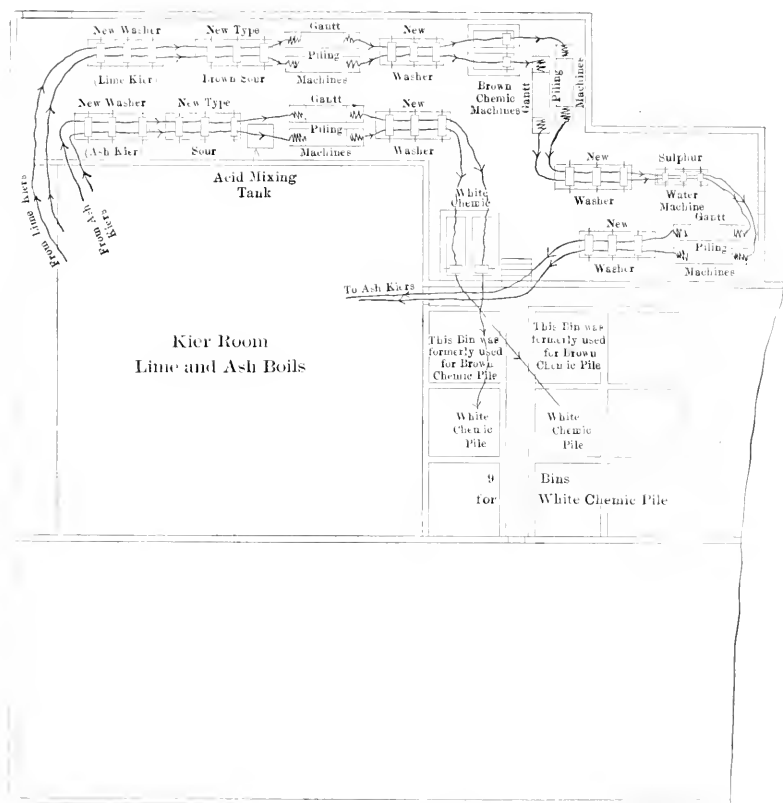 New Washer
(Lime Kier)
New Type
Brown Sour
Gantt
Piling
Machines
New
Washer
Brown
Chemic
Machines
Gantt
Piling
Machines
New Washer
(Ash Kier)
New Type
Sour
Gantt
Piling
Machines
New
Washer
Acid Mixing
Tank
From Lime Kiers
From Ash
Kiers
White
Chemic
New
Washer
Sulphur
Water
Machine
Gantt
Piling
Machines
New
Washer
To Ash Kiers
Kier Room
Lime and Ash Boils
This Bin was
formerly used
for Brown
Chemic Pile
This Bin was
formerly used
for Brown
Chemic Pile
White
Chemic
Pile
White
Chemic
Pile
9 Bins
for White Chemic Pile